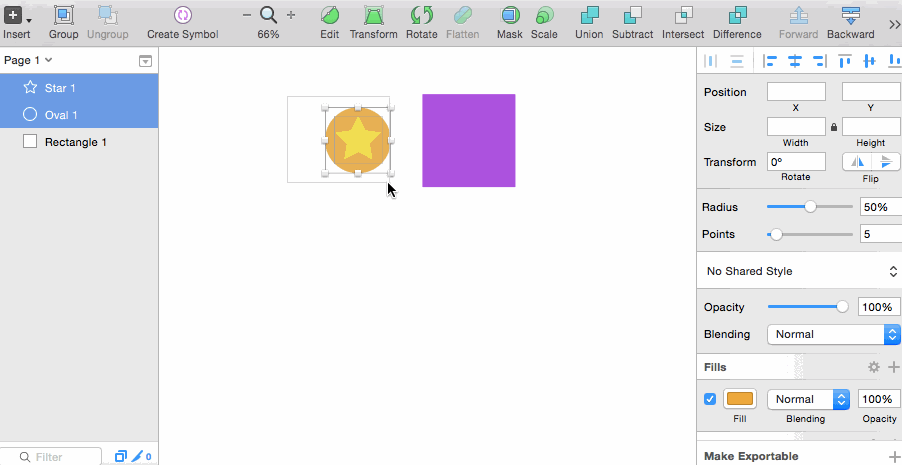 Insert Group Ungroup Create Symbol 66% Edit Transform Rotate Flatten Mask Scale Union Subtract Intersect Difference Forward Backward
Page 1
Star 1
Oval 1
Rectangle 1
Position
X Y
Size
Width Height
Transform 0°
Rotate Flip
Radius 50%
Points 5
No Shared Style
Opacity 100%
Blending Normal
Fills
Normal 100%
Fill Blending Opacity
Make Exportable
Filter 0